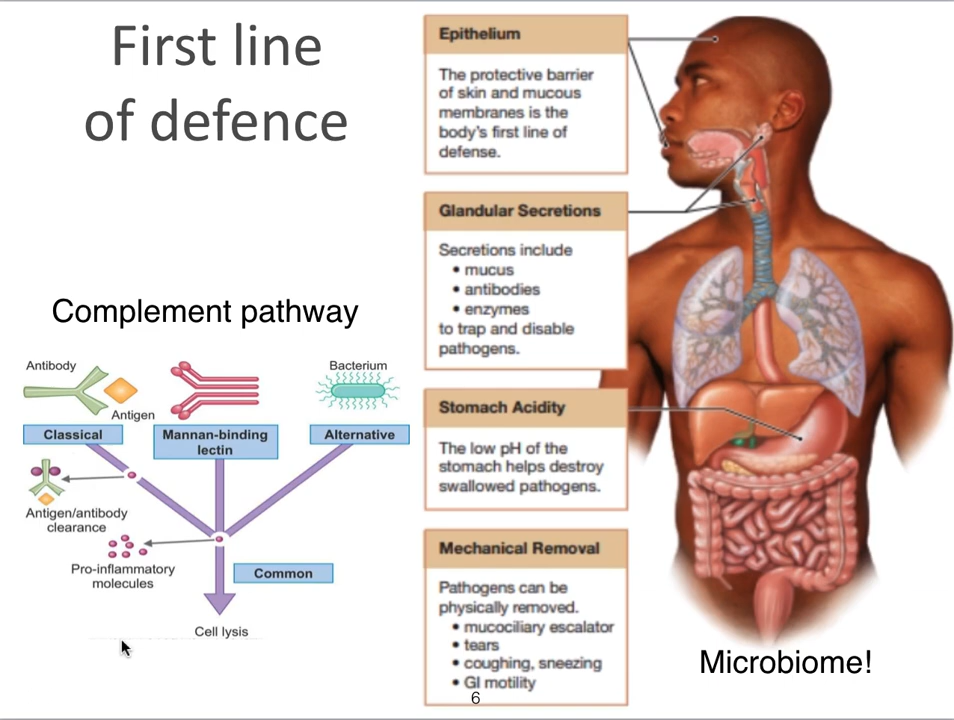 First line
of defence
Complement pathway
Antibody
Antigen
Bacterium
Classical
Mannan-binding
lectin
Alternative
Antigen/antibody
clearance
Pro-inflammatory
molecules
Common
Cell lysis
Epithelium
The protective barrier
of skin and mucous
membranes is the
body's first line of
defense.
Glandular Secretions
Secretions include
• mucus
• antibodies
• enzymes
to trap and disable
pathogens.
Stomach Acidity
The low pH of the
stomach helps destroy
swallowed pathogens.
Mechanical Removal
Pathogens can be
physically removed.
• mucociliary escalator
• tears
• coughing, sneezing
• GI motility
Microbiome!
6